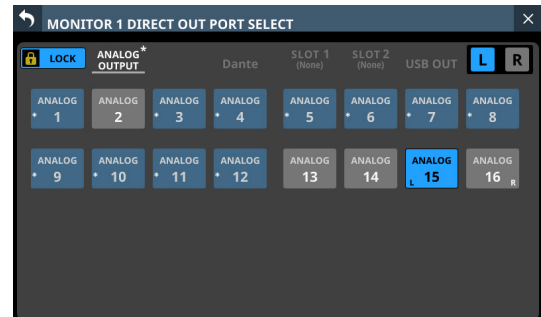 MONITOR 1 DIRECT OUT PORT SELECT
LOCK
ANALOG*
OUTPUT
Dante
SLOT 1
(None)
SLOT 2
(None)
USB OUT
L
R
ANALOG
* 1
ANALOG
2
ANALOG
* 3
ANALOG
* 4
ANALOG
* 5
ANALOG
* 6
ANALOG
* 7
ANALOG
* 8
ANALOG
* 9
ANALOG
* 10
ANALOG
* 11
ANALOG
* 12
ANALOG
13
ANALOG
14
ANALOG
L 15
ANALOG
16 R